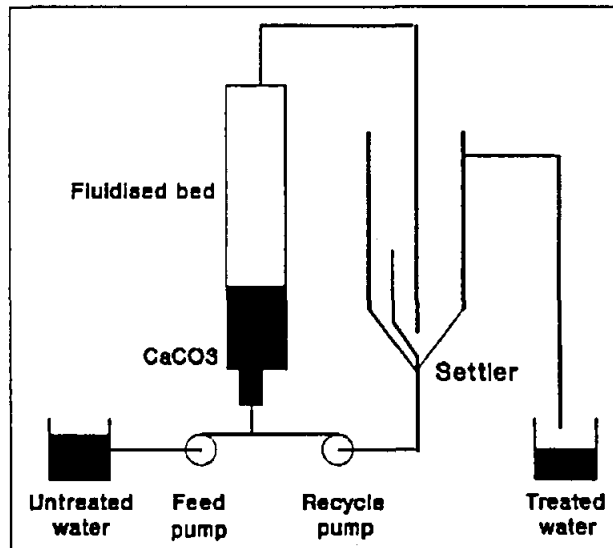 Fluidised bed
CaCO3
Settler
Untreated
water
Feed
pump
Recycle
pump
Treated
water